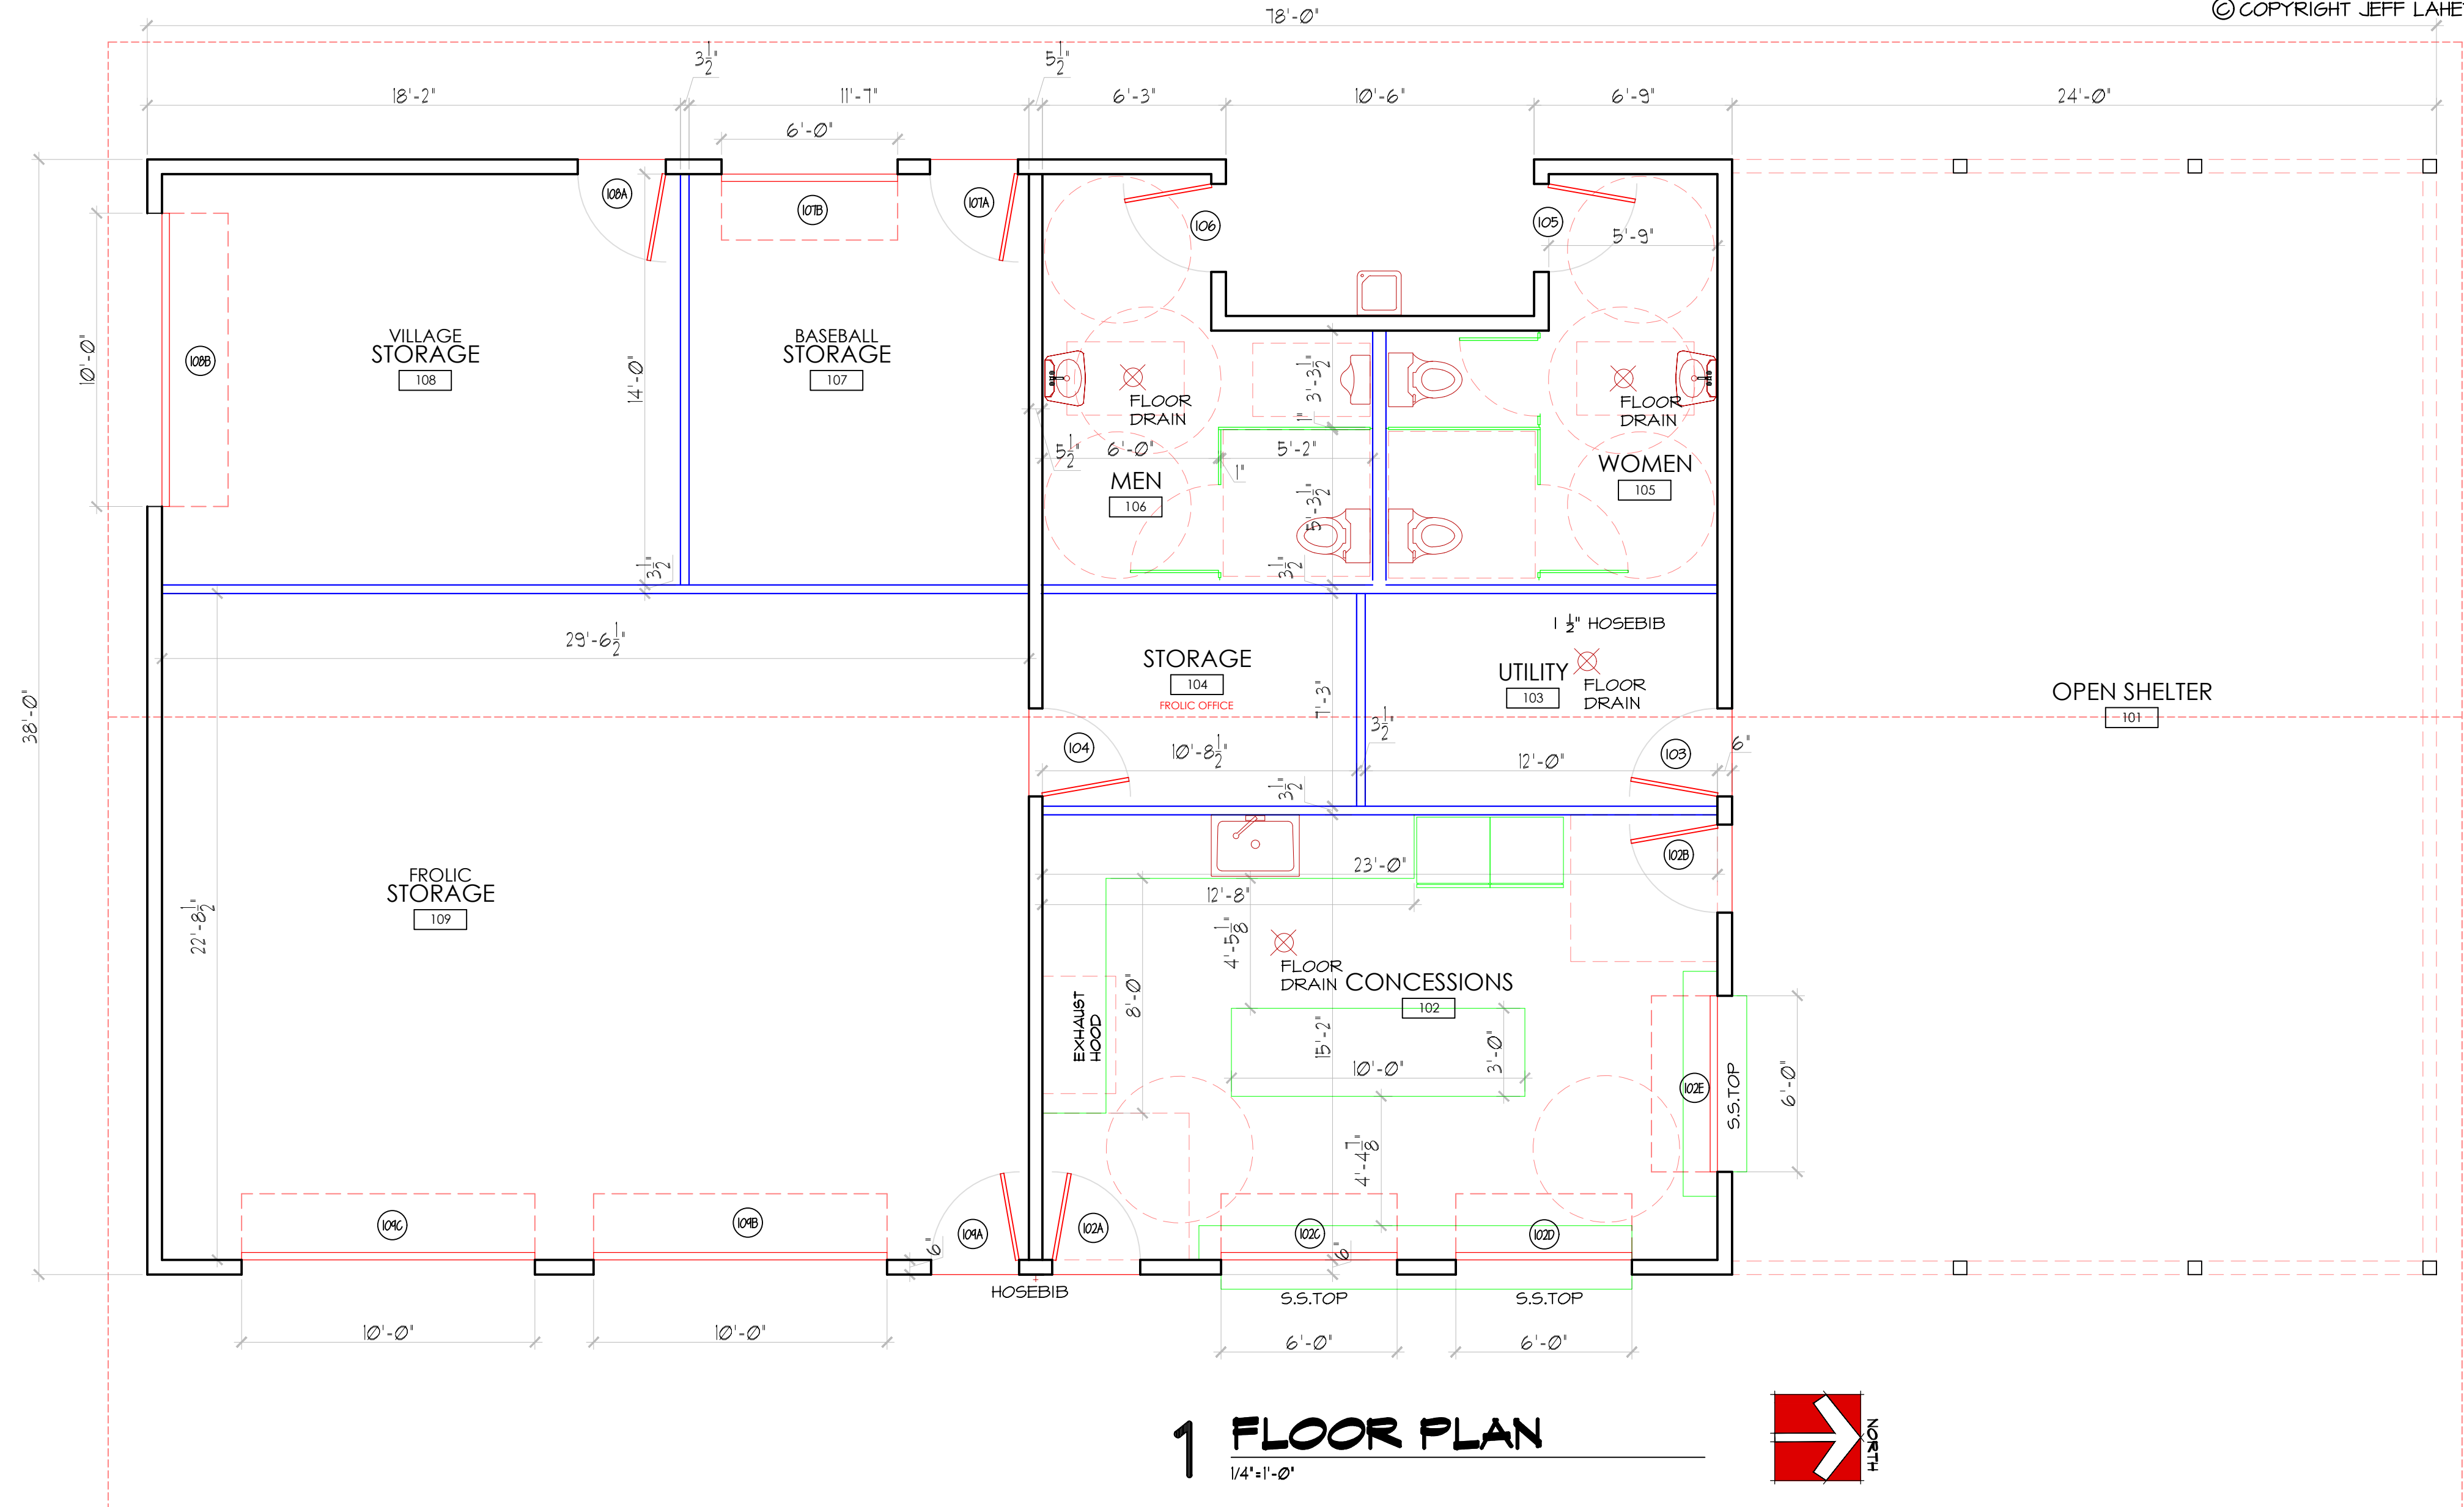 © COPYRIGHT JEFF LAHE
78'-0"
3 1/2"
5 1/2"
18'-2"
11'-7"
6'-3"
10'-6"
6'-9"
24'-0"
6'-0"
108A
107B
107A
106
105
5'-9"
10'-0"
108B
VILLAGE
STORAGE
108
14'-0"
BASEBALL
STORAGE
107
3'-3 1/2"
1"
FLOOR
DRAIN
FLOOR
DRAIN
5 1/2"
6'-0"
1"
5'-2"
MEN
106
WOMEN
105
5'-3 1/2"
3 1/2"
3 1/2"
29'-6 1/2"
1 1/2" HOSEBIB
STORAGE
104
FROLIC OFFICE
UTILITY
103
FLOOR
DRAIN
7'-3"
38'-0"
OPEN SHELTER
101
104
10'-8 1/2"
3 1/2"
12'-0"
103
6"
3 1/2"
102B
23'-0"
12'-8"
FROLIC
STORAGE
109
22'-8 1/2"
4'-5 1/8"
8'-0"
FLOOR
DRAIN
CONCESSIONS
102
EXHAUST
HOOD
15'-2"
10'-0"
3'-0"
102E
S.S.TOP
6'-0"
4'-4 7/8"
109C
109B
109A
102A
102C
102D
6"
6"
HOSEBIB
S.S.TOP
S.S.TOP
10'-0"
10'-0"
6'-0"
6'-0"
1 FLOOR PLAN
1/4"=1'-0"
NORTH